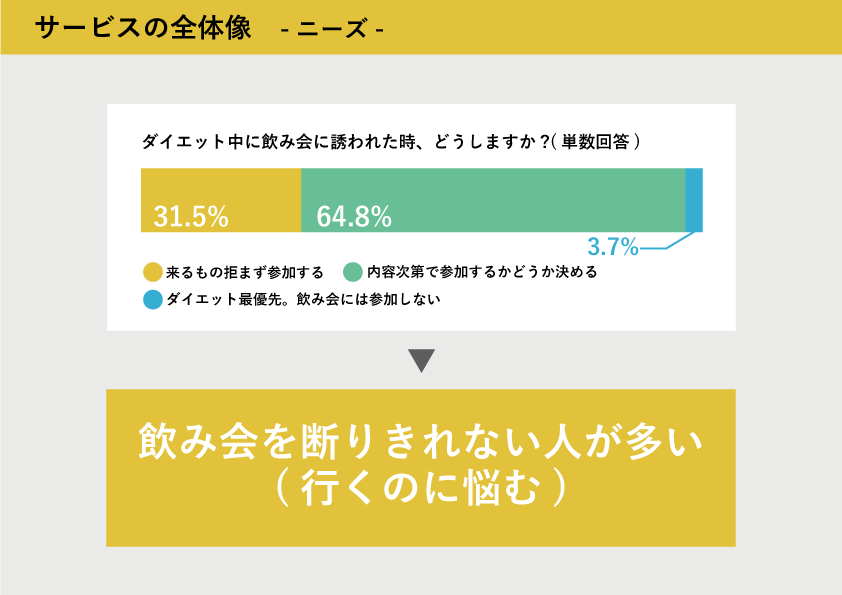 サービスの全体像 - ニーズ -
ダイエット中に飲み会に誘われた時、どうしますか？( 単数回答 )
31.5% 64.8%
3.7%
来るもの拒まず参加する 内容次第で参加するかどうか決める
ダイエット最優先。飲み会には参加しない
飲み会を断りきれない人が多い
( 行くのに悩む )